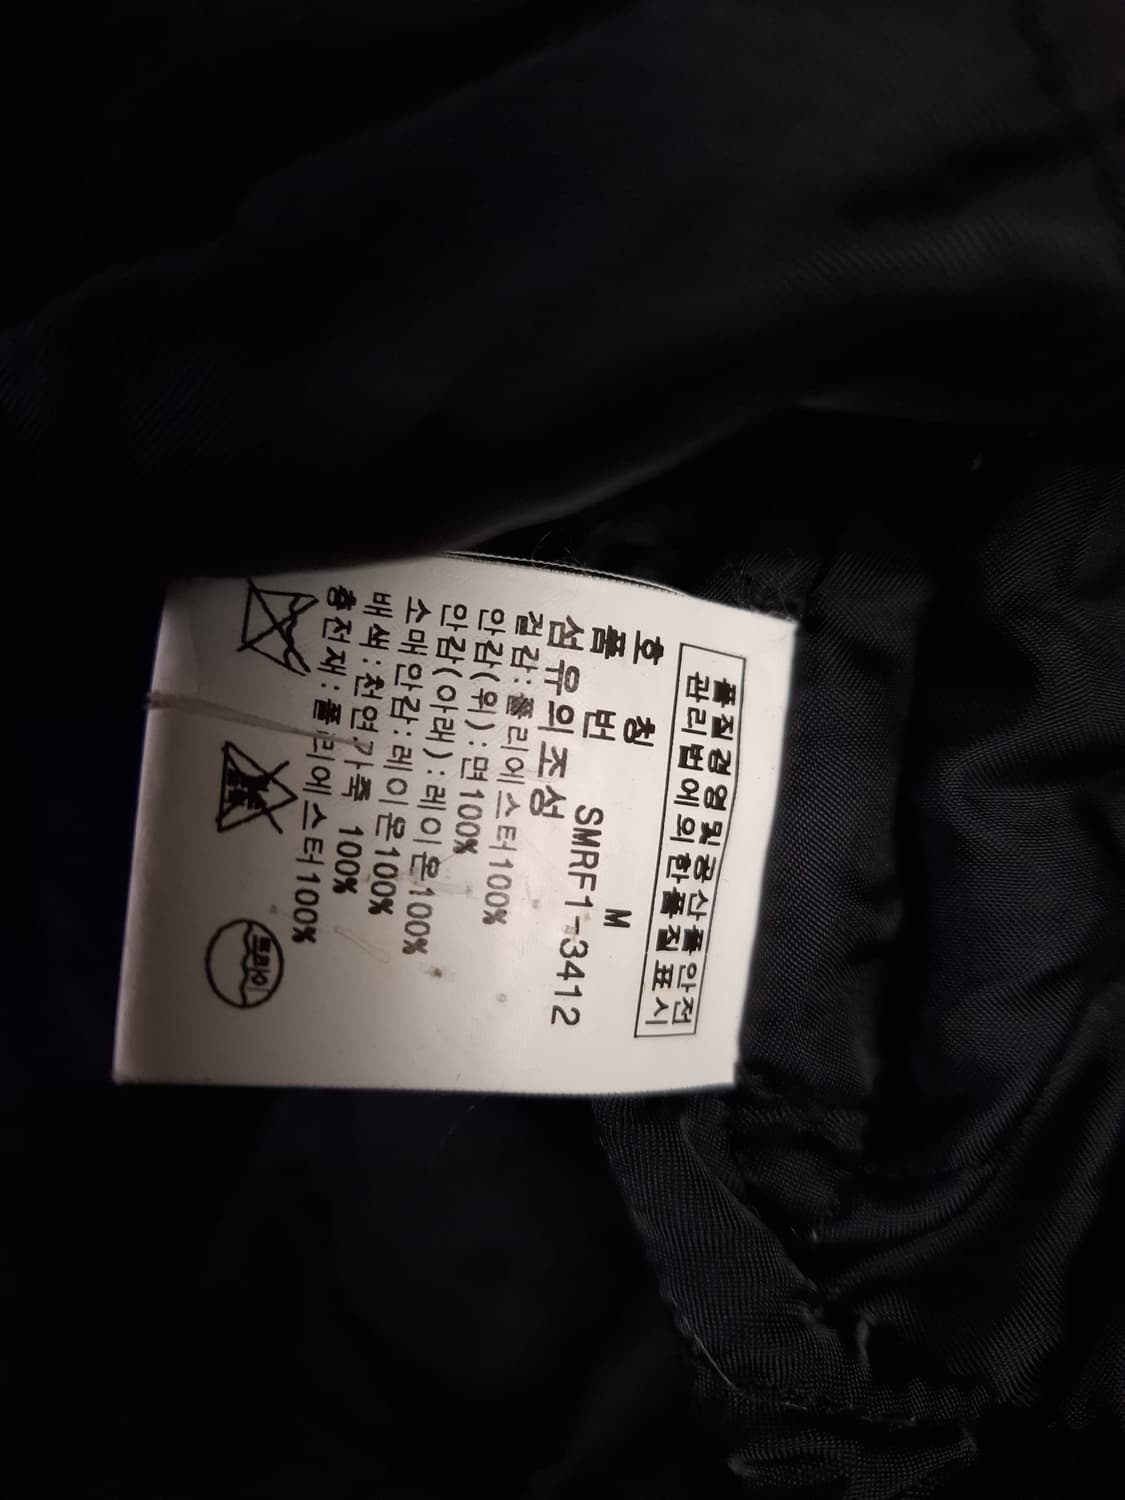 품질경영및공산품안전
관리법에의한품질표시
호 칭 M
품 번 SMRF1-3412
섬유의조성
겉감:폴리에스터100%
안감(위):면100%
안감(아래):레이온100%
소매안감:레이온100%
배색:천연가죽 100%
충전재:폴리에스터100%
드라이